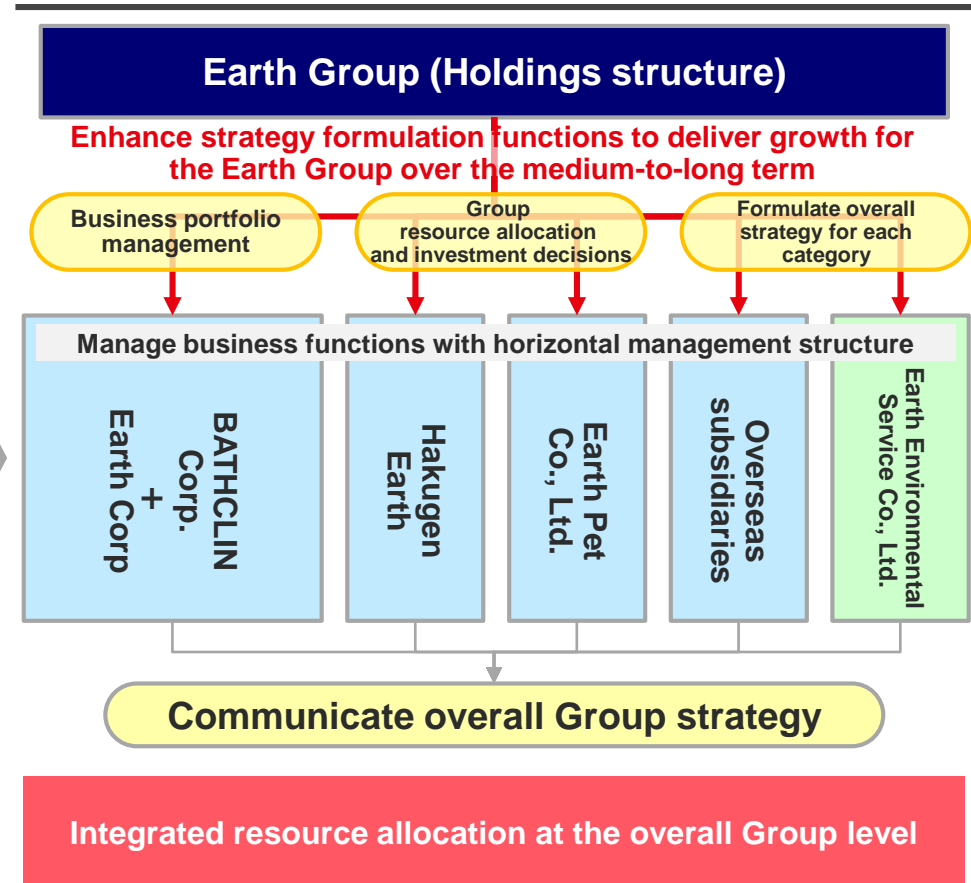 Earth Group (Holdings structure)
Enhance strategy formulation functions to deliver growth for
the Earth Group over the medium-to-long term
Business portfolio
management
Group
resource allocation
and investment decisions
Formulate overall
strategy for each
category
Manage business functions with horizontal management structure
BATHCLIN
Corp.
+
Earth Corp
Hakugen
Earth
Earth Pet
Co., Ltd.
Overseas
subsidiaries
Earth Environmental
Service Co., Ltd.
Communicate overall Group strategy
Integrated resource allocation at the overall Group level